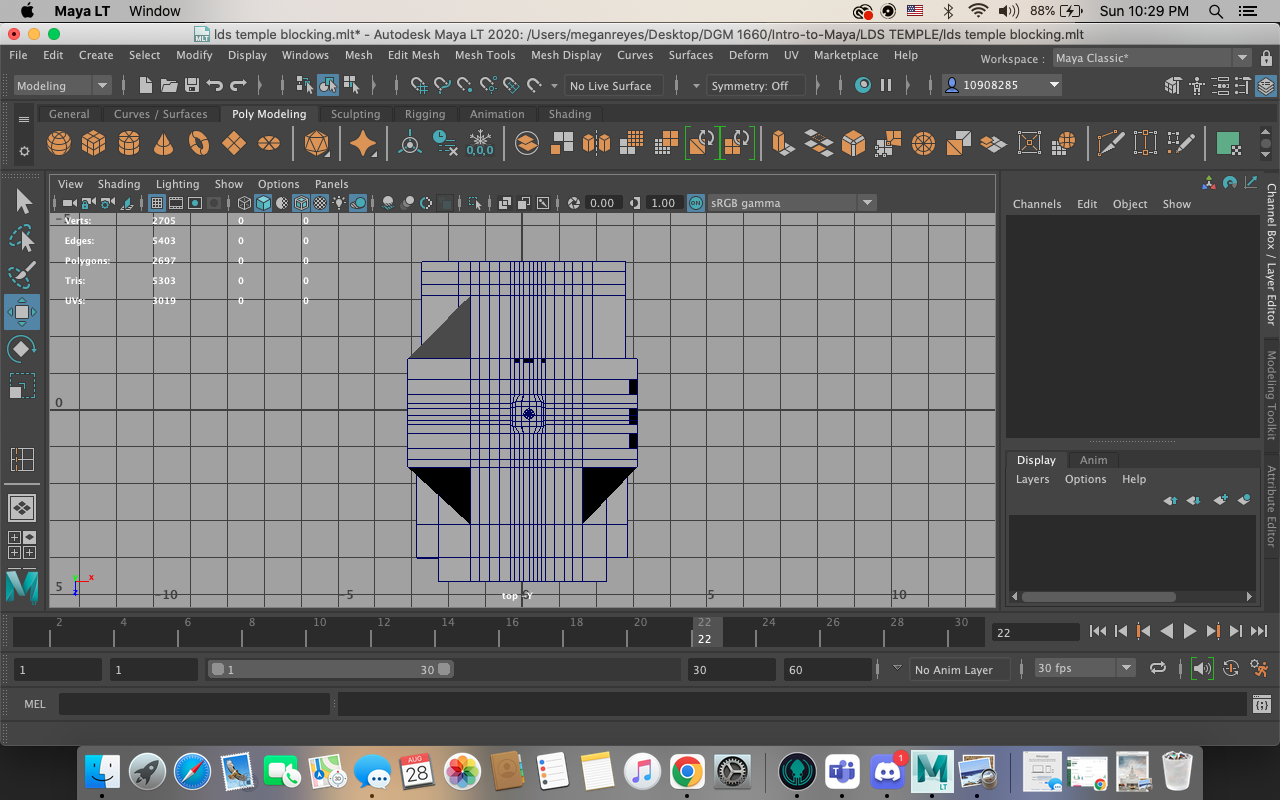 Maya LT Window 88% Sun 10:29 PM
lds temple blocking.mlt* - Autodesk Maya LT 2020: /Users/meganreyes/Desktop/DGM 1660/Intro-to-Maya/LDS TEMPLE/lds temple blocking.mlt
File Edit Create Select Modify Display Windows Mesh Edit Mesh Mesh Tools Mesh Display Curves Surfaces Deform UV Marketplace Help Workspace : Maya Classic*
Modeling No Live Surface Symmetry: Off 10908285
General Curves / Surfaces Poly Modeling Sculpting Rigging Animation Shading
0,0,0
View Shading Lighting Show Options Panels
0.00 1.00 ON sRGB gamma
Channels Edit Object Show
Channel Box / Layer Editor
Modeling Toolkit
Attribute Editor
-5
Verts: 2705 0 0
Edges: 5403 0 0
Polygons: 2697 0 0
Tris: 5303 0 0
UVs: 3019 0 0
0
5
x
z
-10 -5 5 10
top -Y
Display Anim
Layers Options Help
2 4 6 8 10 12 14 16 18 20 22 24 26 28 30
22
22
1 1 1 30 30 60 No Anim Layer 30 fps
MEL
AUG
28
1
LT